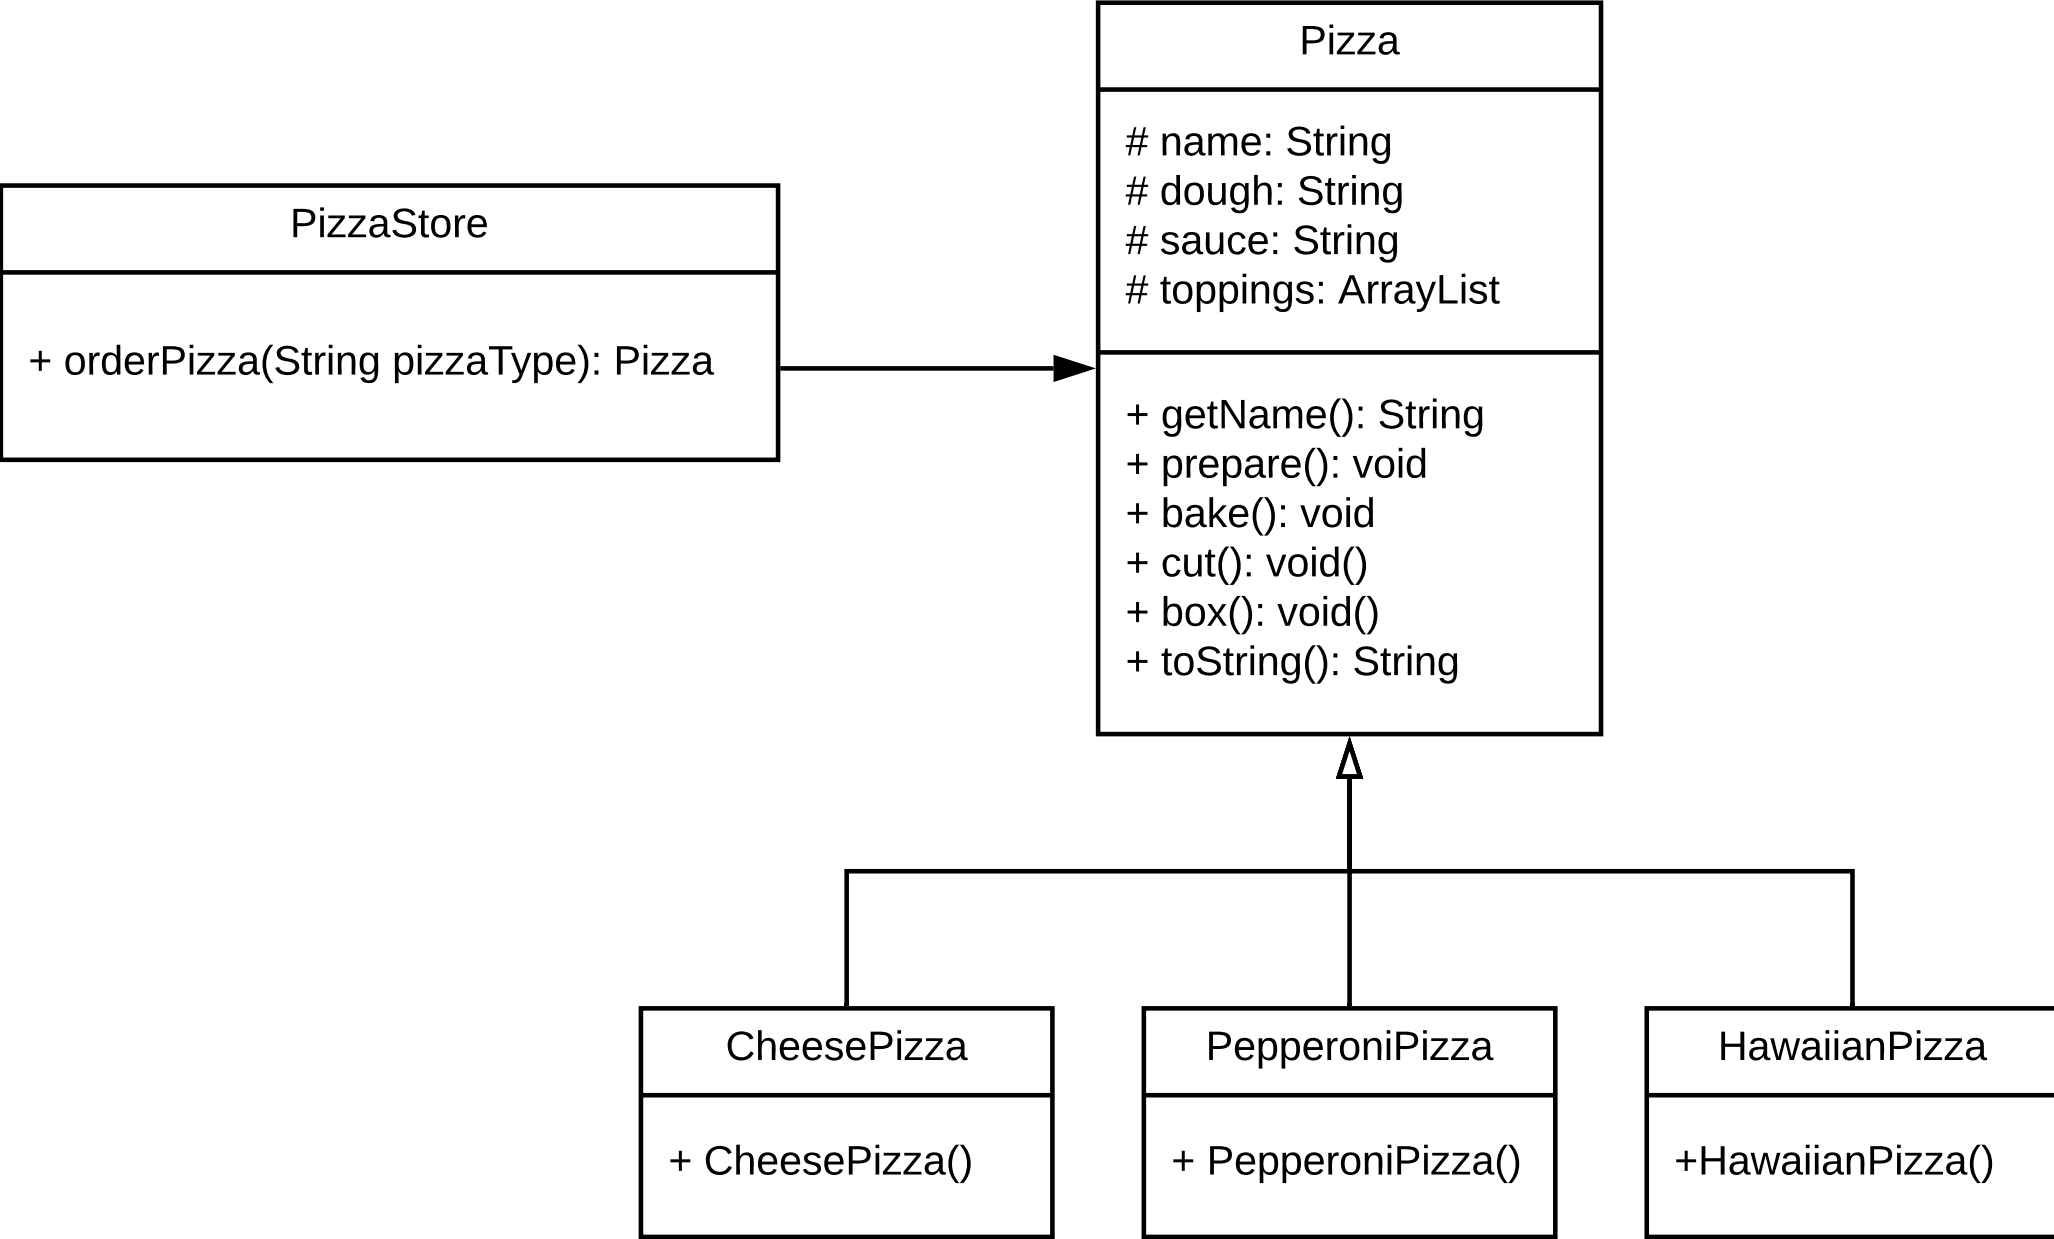 Pizza
# name: String
# dough: String
# sauce: String
# toppings: ArrayList
+ getName(): String
+ prepare(): void
+ bake(): void
+ cut(): void()
+ box(): void()
+ toString(): String
PizzaStore
+ orderPizza(String pizzaType): Pizza
CheesePizza
+ CheesePizza()
PepperoniPizza
+ PepperoniPizza()
HawaiianPizza
+HawaiianPizza()